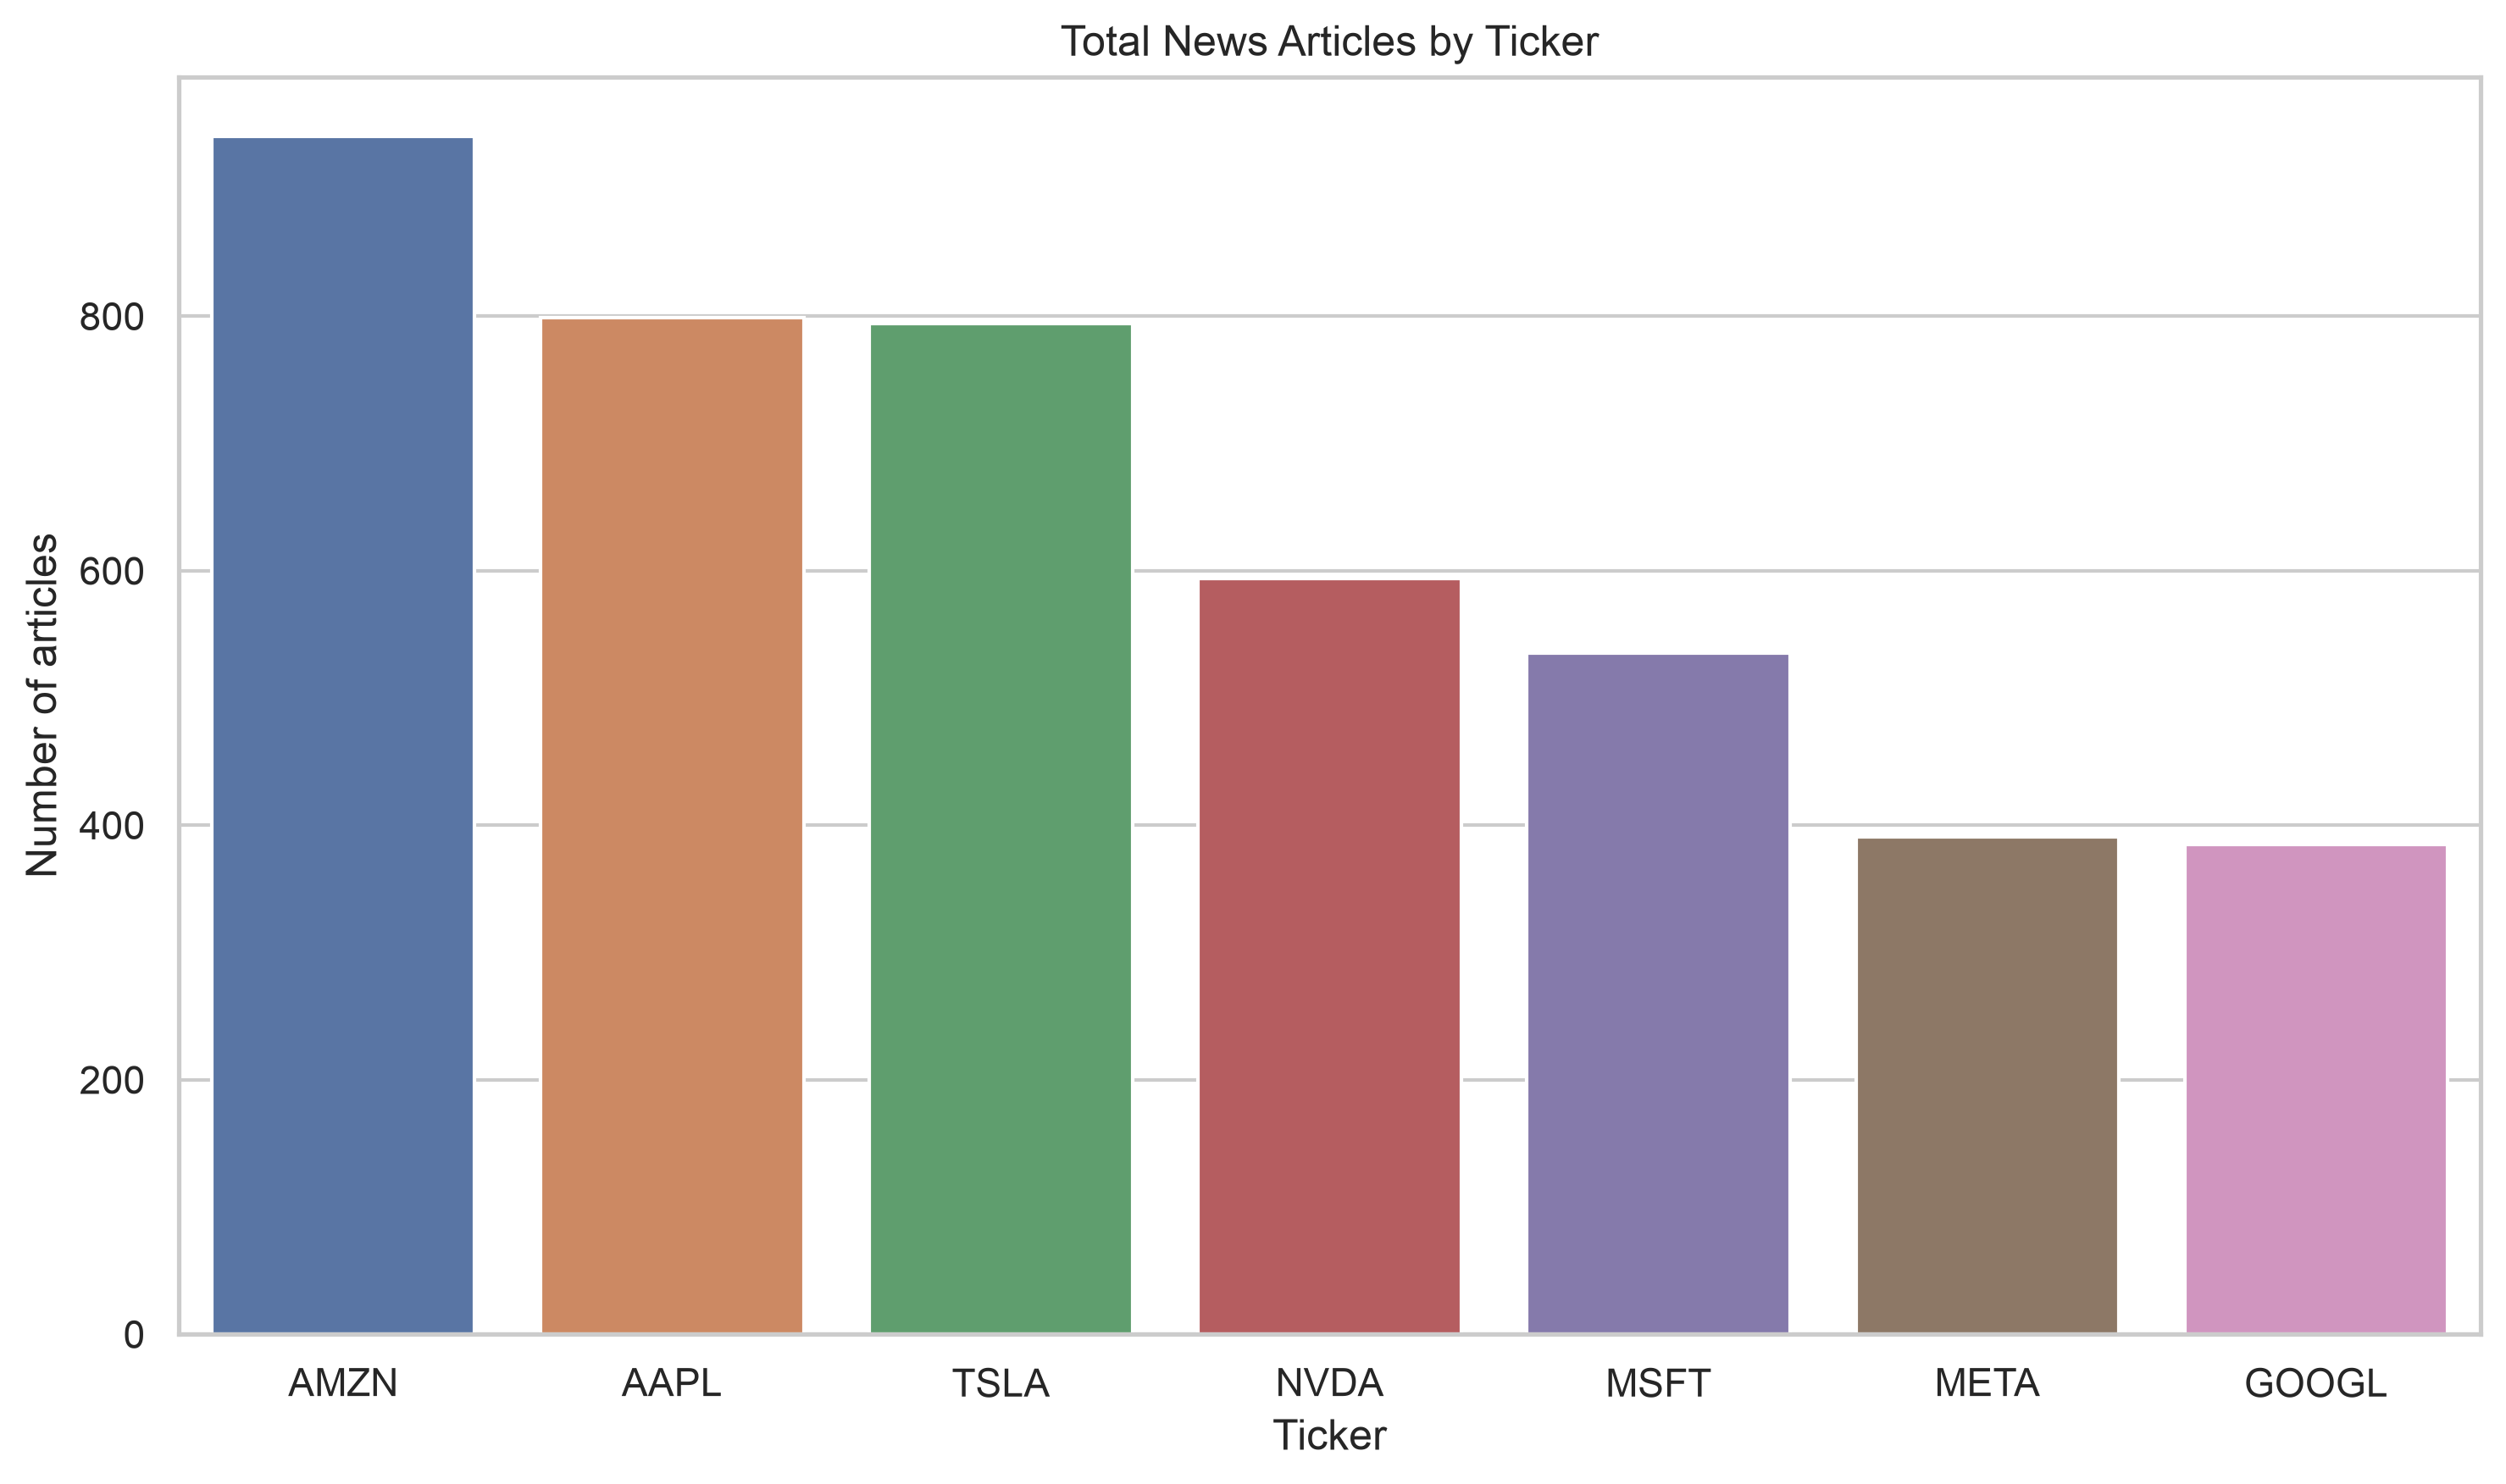 Total News Articles by Ticker
Number of articles
800
600
400
200
0
AMZN AAPL TSLA NVDA MSFT META GOOGL
Ticker